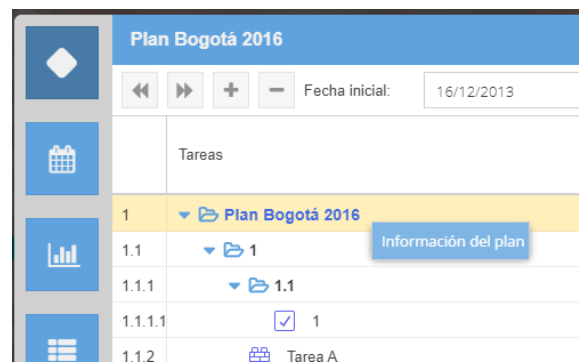 Plan Bogotá 2016
Fecha inicial: 16/12/2013
Tareas
1 Plan Bogotá 2016
Información del plan
1.1 1
1.1.1 1.1
1.1.1.1 1
1.1.2 Tarea A